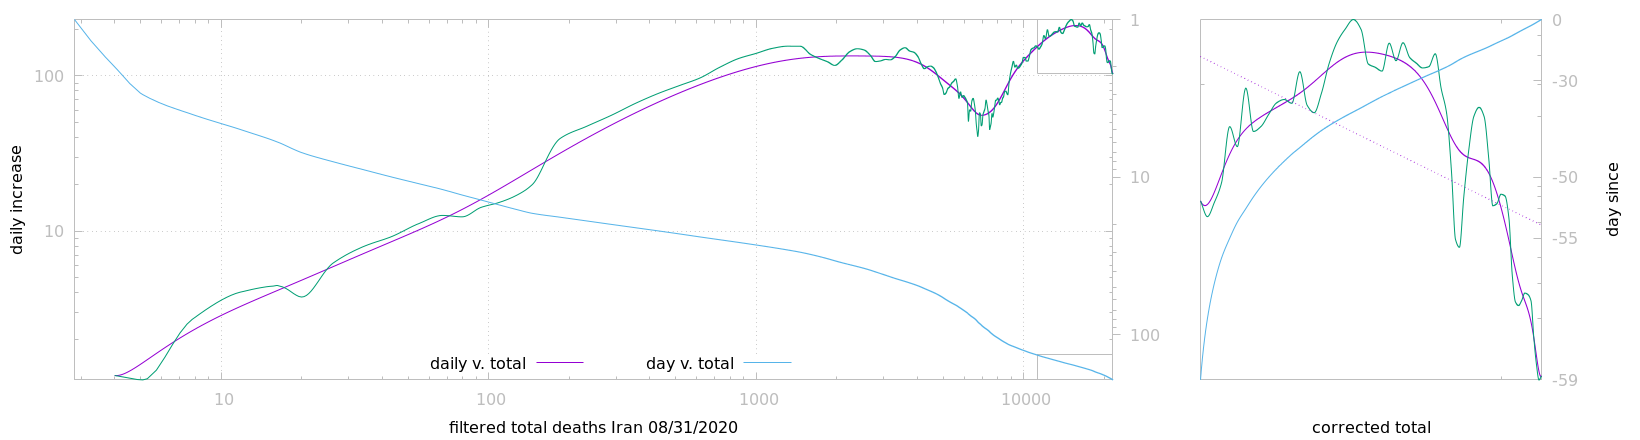 daily increase
100
10
10
100
1000
10000
1
10
100
daily v. total
day v. total
filtered total deaths Iran 08/31/2020
0
-30
-50
-55
-59
day since
corrected total